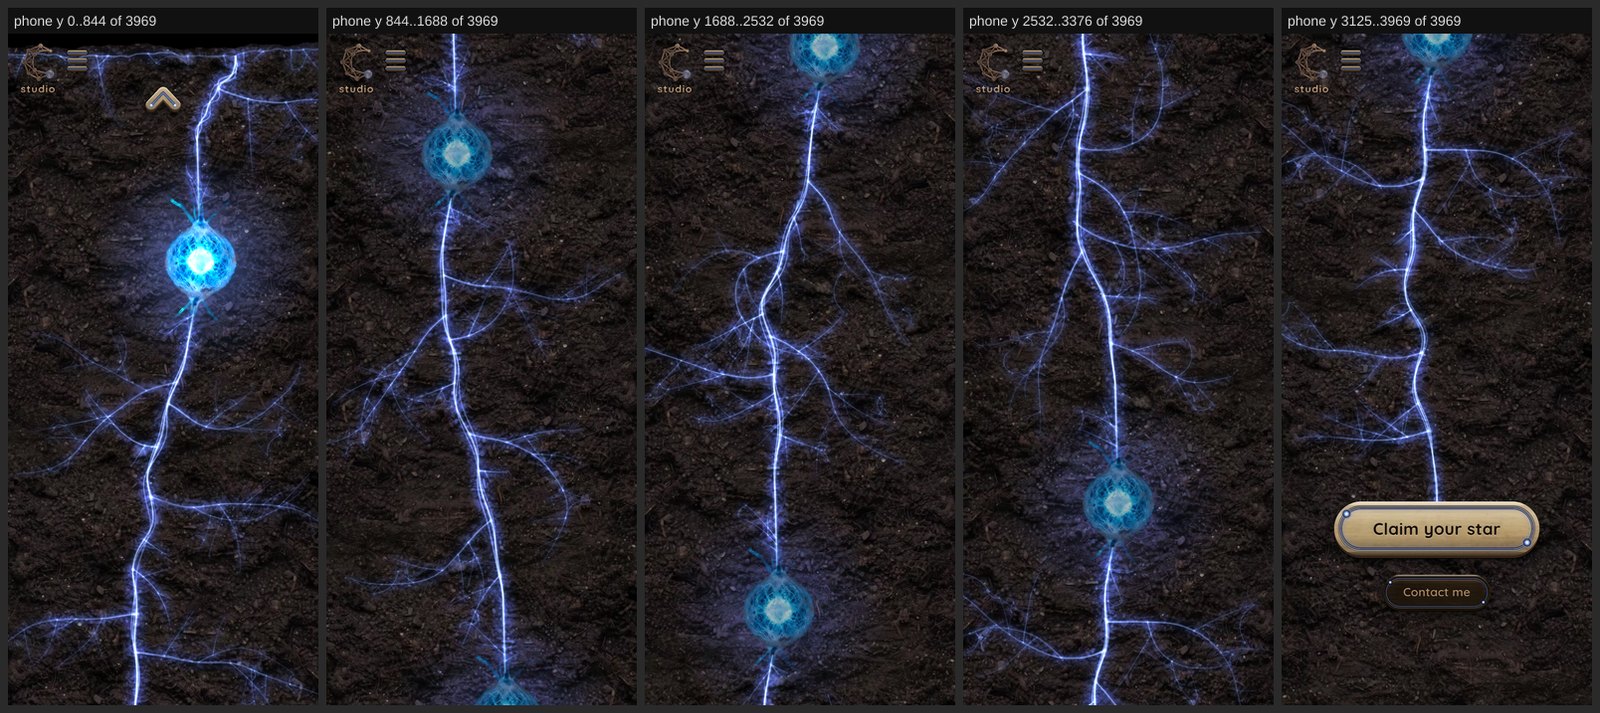 phone y 0..844 of 3969
studio
phone y 844..1688 of 3969
studio
phone y 1688..2532 of 3969
studio
phone y 2532..3376 of 3969
studio
phone y 3125..3969 of 3969
studio
Claim your star
Contact me